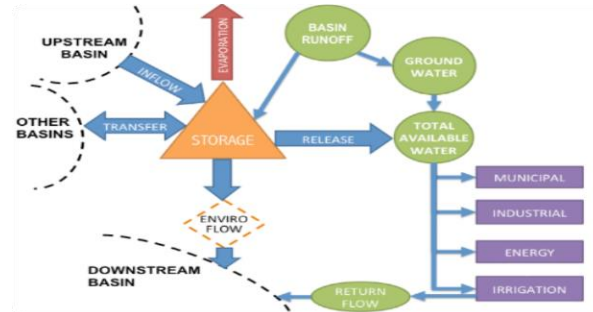 UPSTREAM
BASIN
INFLOW
EVAPORATION
BASIN
RUNOFF
GROUND
WATER
OTHER
BASINS
TRANSFER
STORAGE
RELEASE
TOTAL
AVAILABLE
WATER
MUNICIPAL
INDUSTRIAL
ENERGY
IRRIGATION
ENVIRO
FLOW
DOWNSTREAM
BASIN
RETURN
FLOW